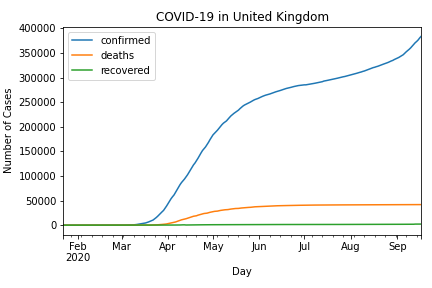 COVID-19 in United Kingdom
400000
350000
300000
250000
200000
150000
100000
50000
0
Number of Cases
confirmed
deaths
recovered
Feb Mar Apr May Jun Jul Aug Sep
2020
Day